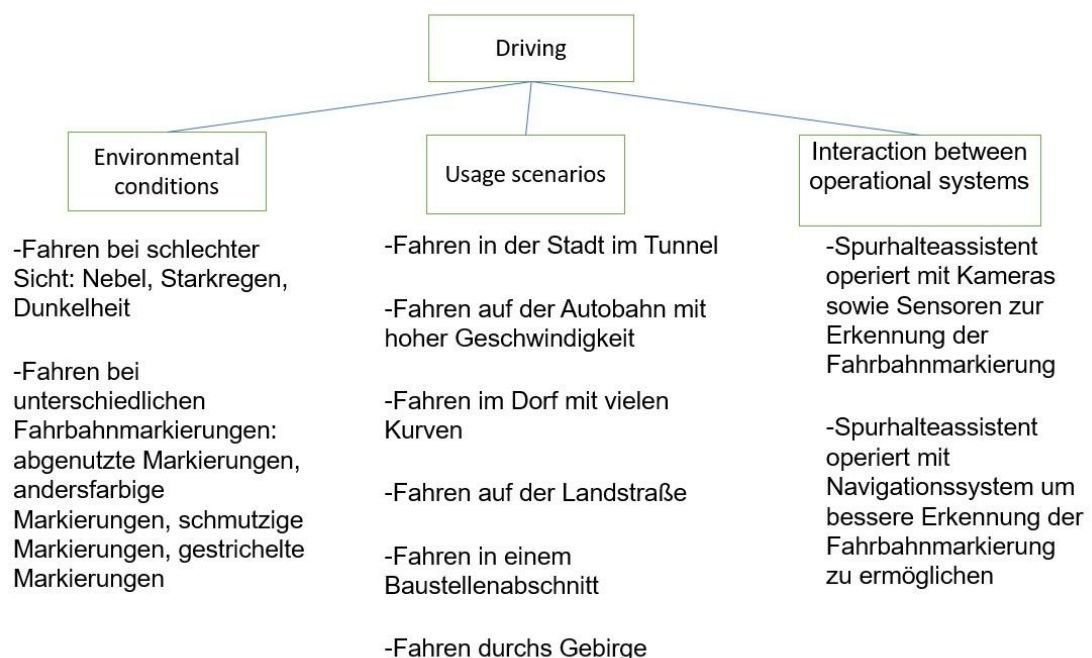 Driving
Environmental
conditions
-Fahren bei schlechter
Sicht: Nebel, Starkregen,
Dunkelheit
-Fahren bei
unterschiedlichen
Fahrbahnmarkierungen:
abgenutzte Markierungen,
andersfarbige
Markierungen, schmutzige
Markierungen, gestrichelte
Markierungen
Usage scenarios
-Fahren in der Stadt im Tunnel
-Fahren auf der Autobahn mit
hoher Geschwindigkeit
-Fahren im Dorf mit vielen
Kurven
-Fahren auf der Landstraße
-Fahren in einem
Baustellenabschnitt
-Fahren durchs Gebirge
Interaction between
operational systems
-Spurhalteassistent
operiert mit Kameras
sowie Sensoren zur
Erkennung der
Fahrbahnmarkierung
-Spurhalteassistent
operiert mit
Navigationssystem um
bessere Erkennung der
Fahrbahnmarkierung
zu ermöglichen